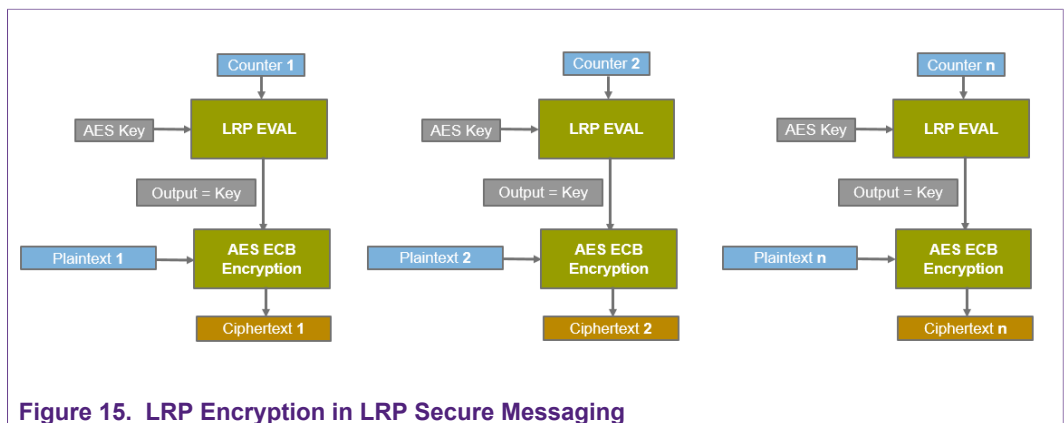 Counter 1
Counter 2
Counter n
AES Key
LRP EVAL
AES Key
LRP EVAL
AES Key
LRP EVAL
Output = Key
Output = Key
Output = Key
Plaintext 1
AES ECB
Encryption
Plaintext 2
AES ECB
Encryption
Plaintext n
AES ECB
Encryption
Ciphertext 1
Ciphertext 2
Ciphertext n
Figure 15. LRP Encryption in LRP Secure Messaging